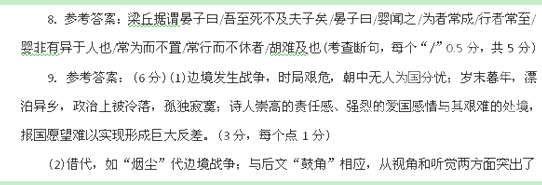 8. 参考答案：梁丘据谓晏子曰/吾至死不及夫子矣/晏子曰/婴闻之/为者常成/行者常至/
婴非有异于人也/常为而不置/常行而不休者/胡难及也(考查断句，每个“/”0.5 分，共 5 分)
9. 参考答案：(6 分)(1)边境发生战争，时局艰危，朝中无人为国分忧；岁末暮年，漂
泊异乡，政治上被冷落，孤独寂寞；诗人崇高的责任感、强烈的爱国感情与其艰难的处境，
报国愿望难以实现形成巨大反差。(3 分，每个点 1 分)
(2)借代，如“烟尘”代边境战争；与后文“鼓角”相应，从视角和听觉两方面突出了